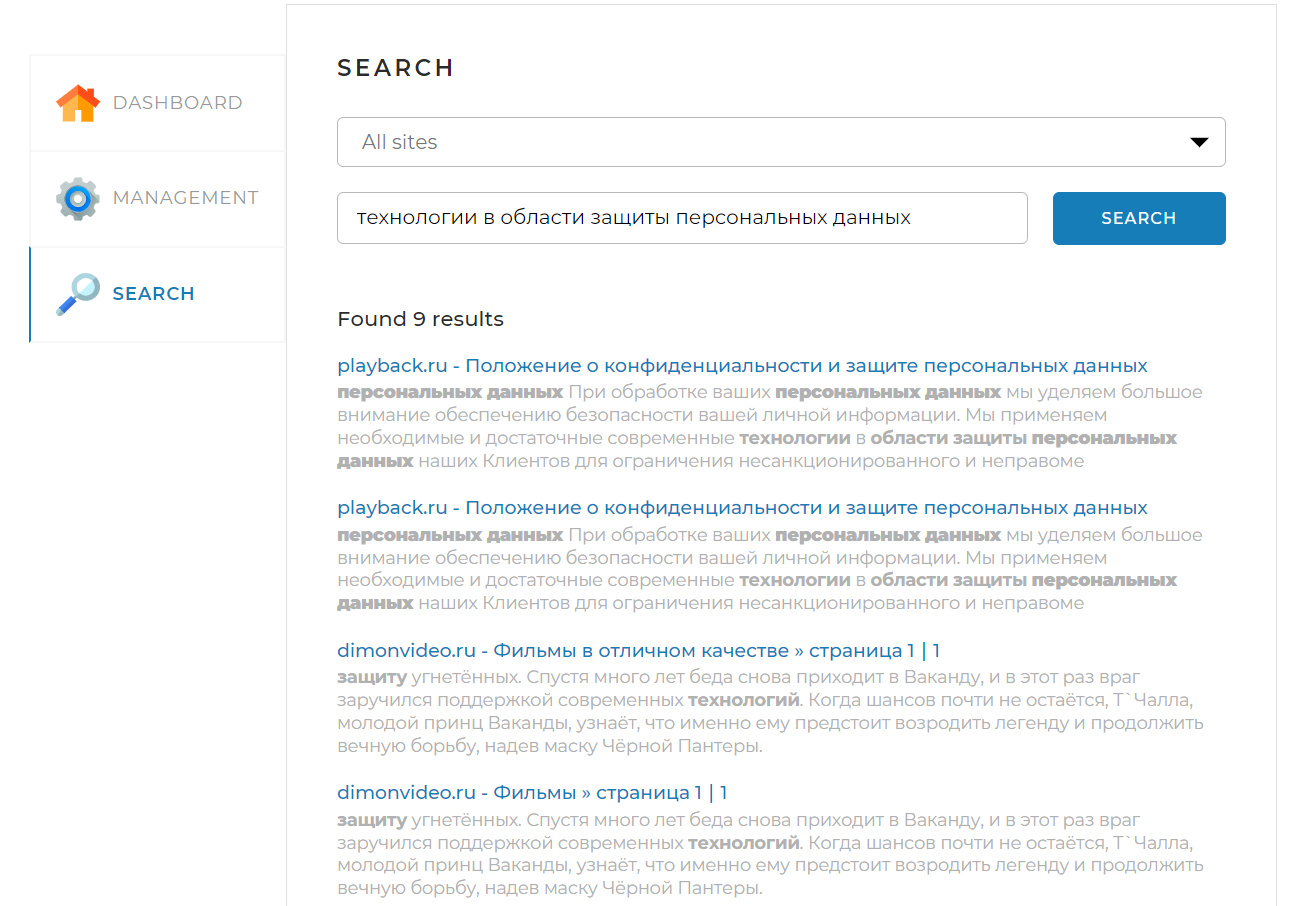 DASHBOARD
MANAGEMENT
SEARCH
SEARCH
All sites
технологии в области защиты персональных данных
SEARCH
Found 9 results
playback.ru - Положение о конфиденциальности и защите персональных данных
персональных данных При обработке ваших персональных данных мы уделяем большое
внимание обеспечению безопасности вашей личной информации. Мы применяем
необходимые и достаточные современные технологии в области защиты персональных
данных наших Клиентов для ограничения несанкционированного и неправоме
playback.ru - Положение о конфиденциальности и защите персональных данных
персональных данных При обработке ваших персональных данных мы уделяем большое
внимание обеспечению безопасности вашей личной информации. Мы применяем
необходимые и достаточные современные технологии в области защиты персональных
данных наших Клиентов для ограничения несанкционированного и неправоме
dimonvideo.ru - Фильмы в отличном качестве » страница 1 | 1
защиту угнетённых. Спустя много лет беда снова приходит в Ваканду, и в этот раз враг
заручился поддержкой современных технологий. Когда шансов почти не остаётся, Т`Чалла,
молодой принц Ваканды, узнаёт, что именно ему предстоит возродить легенду и продолжить
вечную борьбу, надев маску Чёрной Пантеры.
dimonvideo.ru - Фильмы » страница 1 | 1
защиту угнетённых. Спустя много лет беда снова приходит в Ваканду, и в этот раз враг
заручился поддержкой современных технологий. Когда шансов почти не остаётся, Т`Чалла,
молодой принц Ваканды, узнаёт, что именно ему предстоит возродить легенду и продолжить
вечную борьбу, надев маску Чёрной Пантеры.